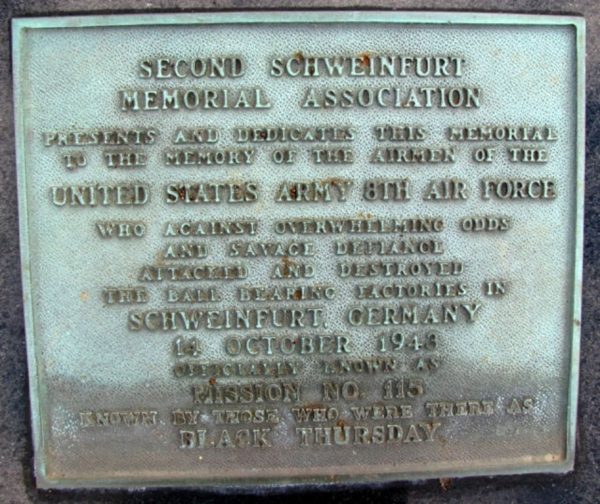 SECOND SCHWEINFURT
MEMORIAL ASSOCIATION
PRESENTS AND DEDICATES THIS MEMORIAL
TO THE MEMORY OF THE AIRMEN OF THE
UNITED STATES ARMY 8TH AIR FORCE
WHO AGAINST OVERWHELMING ODDS
AND SAVAGE DEFIANCE
ATTACKED AND DESTROYED
THE BALL BEARING FACTORIES IN
SCHWEINFURT, GERMANY
14 OCTOBER 1943
OFFICIALLY KNOWN AS
MISSION NO. 115
KNOWN BY THOSE WHO WERE THERE AS
BLACK THURSDAY